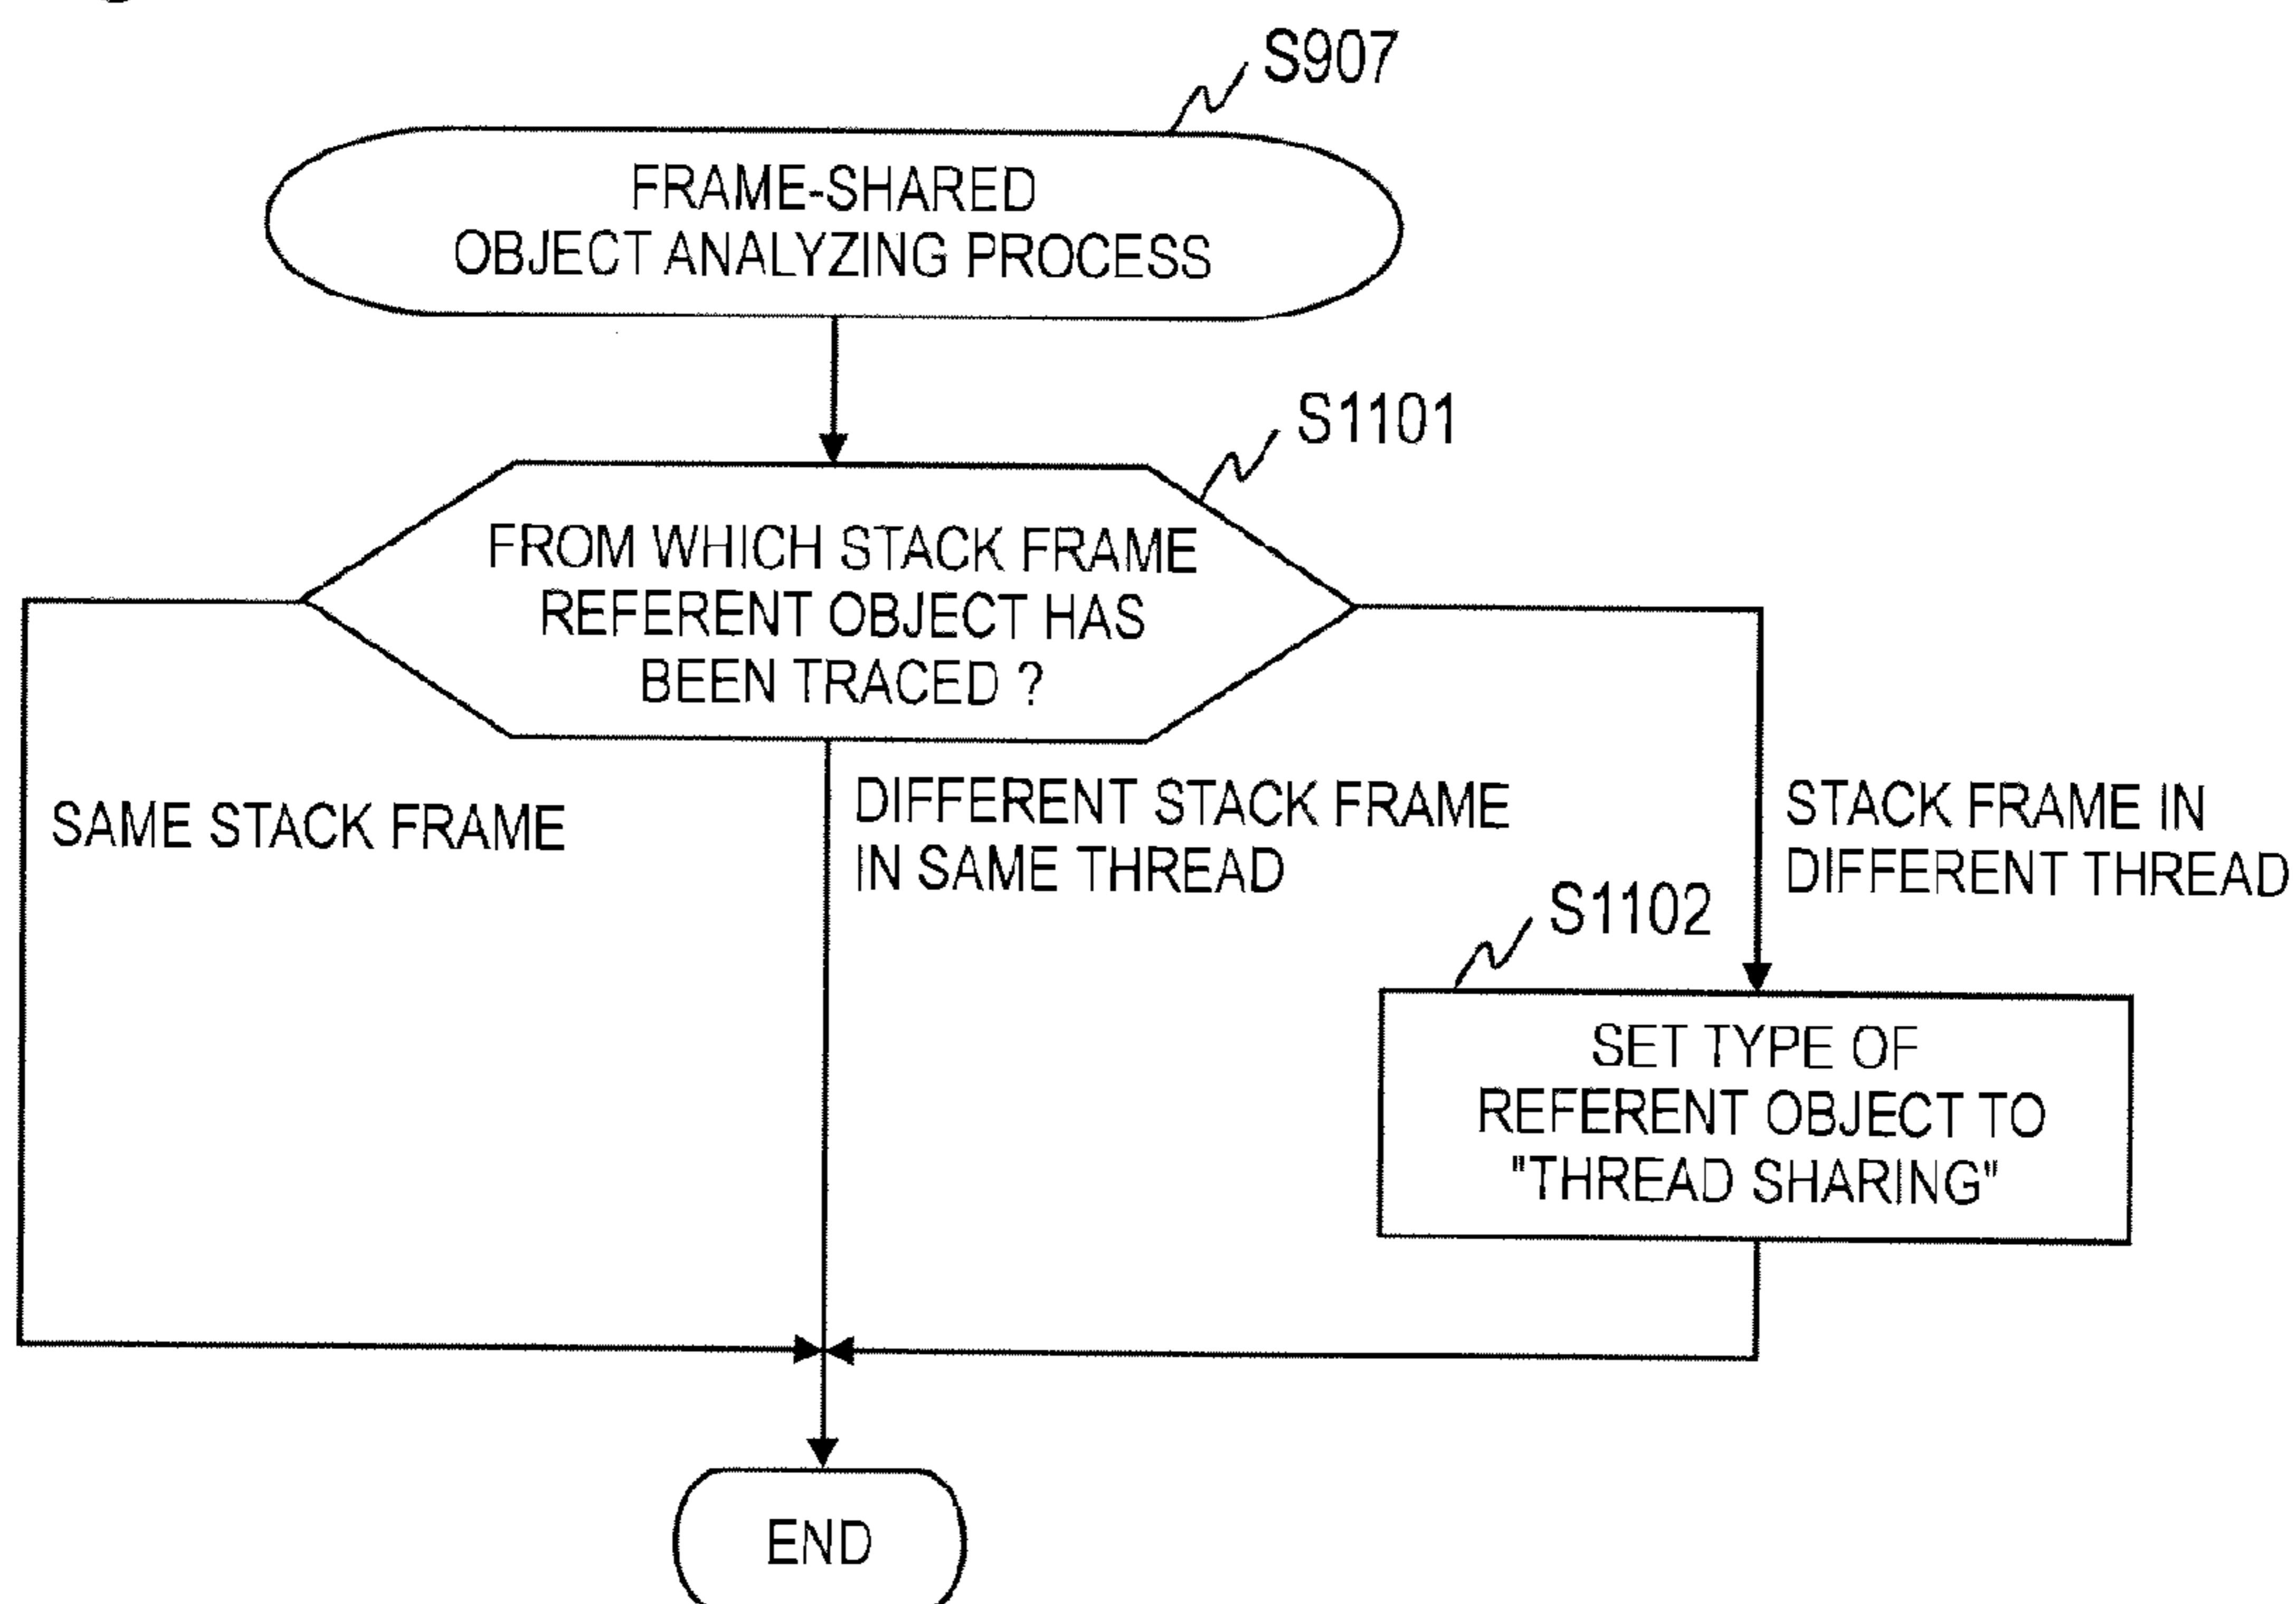 S907
FRAME-SHARED
OBJECT ANALYZING PROCESS
S1101
FROM WHICH STACK FRAME
REFERENT OBJECT HAS
BEEN TRACED ?
SAME STACK FRAME
DIFFERENT STACK FRAME
IN SAME THREAD
STACK FRAME IN
DIFFERENT THREAD
S1102
SET TYPE OF
REFERENT OBJECT TO
"THREAD SHARING"
END